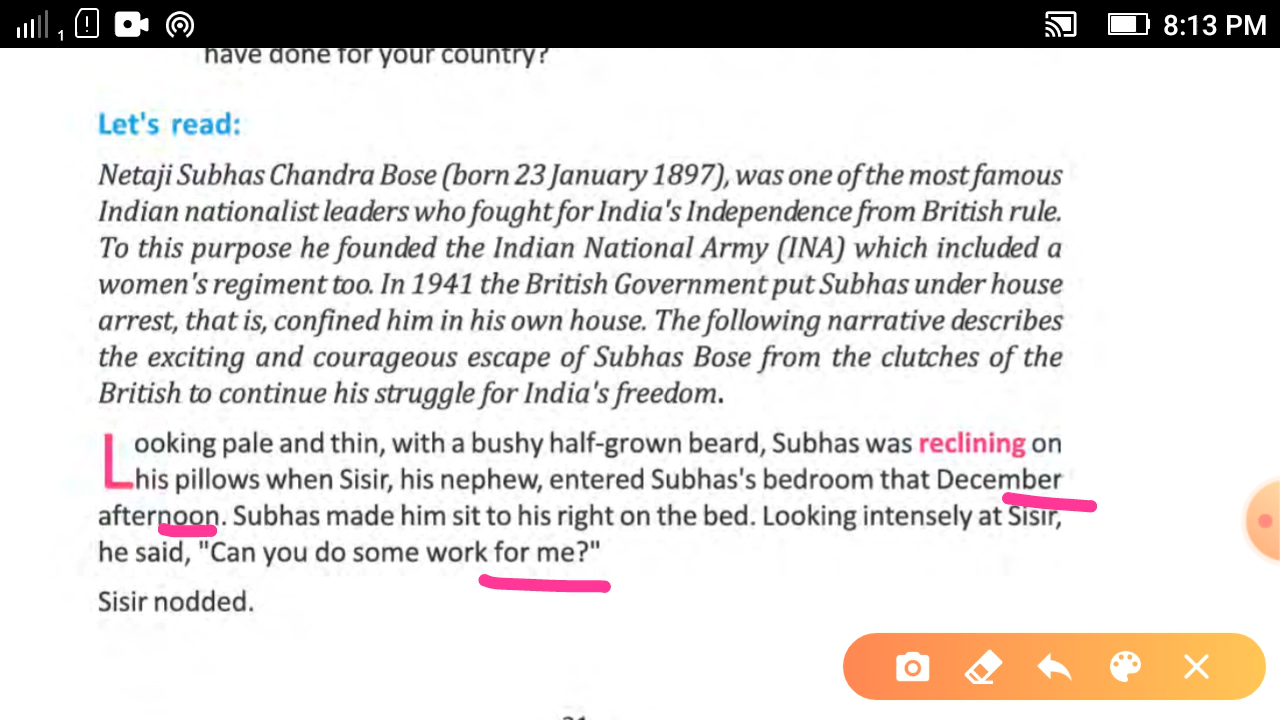 1 8:13 PM
have done for your country?
Let's read:
Netaji Subhas Chandra Bose (born 23 January 1897), was one of the most famous
Indian nationalist leaders who fought for India's Independence from British rule.
To this purpose he founded the Indian National Army (INA) which included a
women's regiment too. In 1941 the British Government put Subhas under house
arrest, that is, confined him in his own house. The following narrative describes
the exciting and courageous escape of Subhas Bose from the clutches of the
British to continue his struggle for India's freedom.
Looking pale and thin, with a bushy half-grown beard, Subhas was reclining on
his pillows when Sisir, his nephew, entered Subhas's bedroom that December
afternoon. Subhas made him sit to his right on the bed. Looking intensely at Sisir,
he said, "Can you do some work for me?"
Sisir nodded.